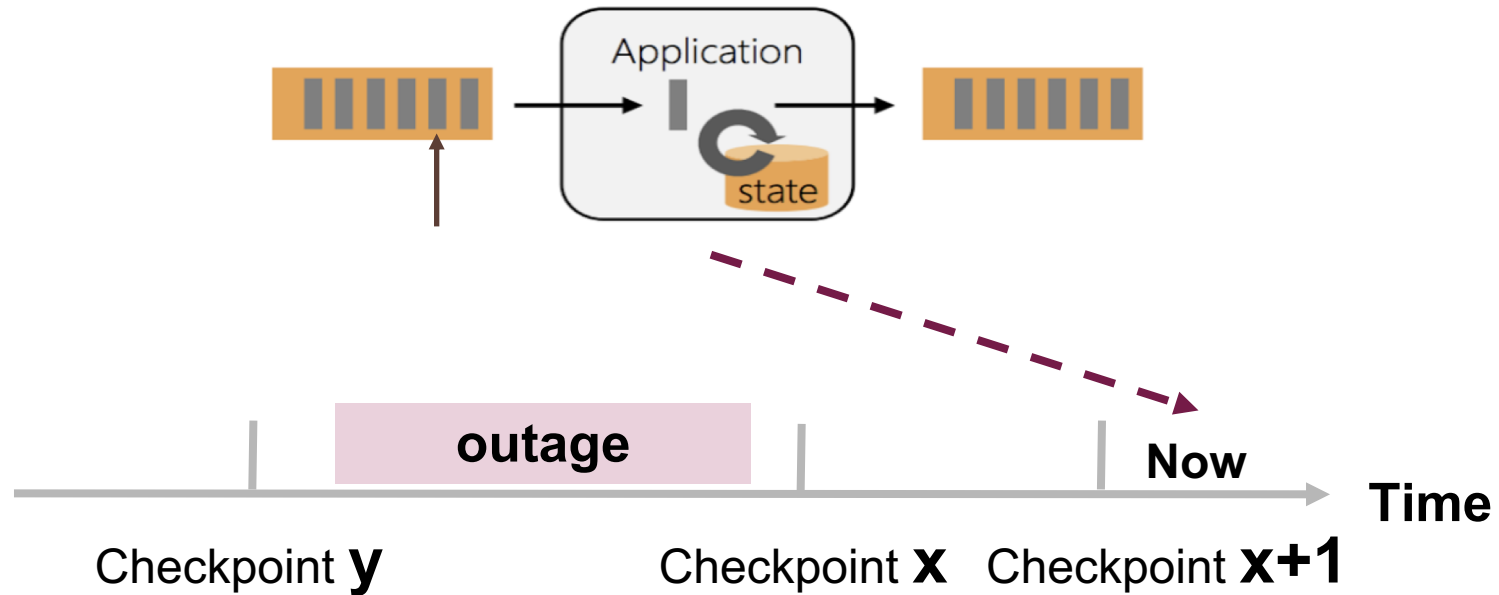 Application
state
outage
Now
Time
Checkpoint y
Checkpoint x
Checkpoint x+1